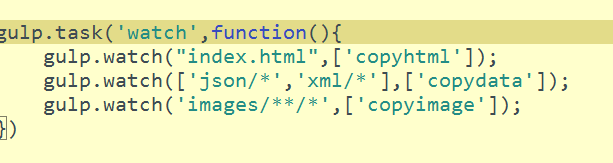 gulp.task('watch',function(){
    gulp.watch("index.html",['copyhtml']);
    gulp.watch(['json/*','xml/*'],['copydata']);
    gulp.watch('images/**/*',['copyimage']);
})